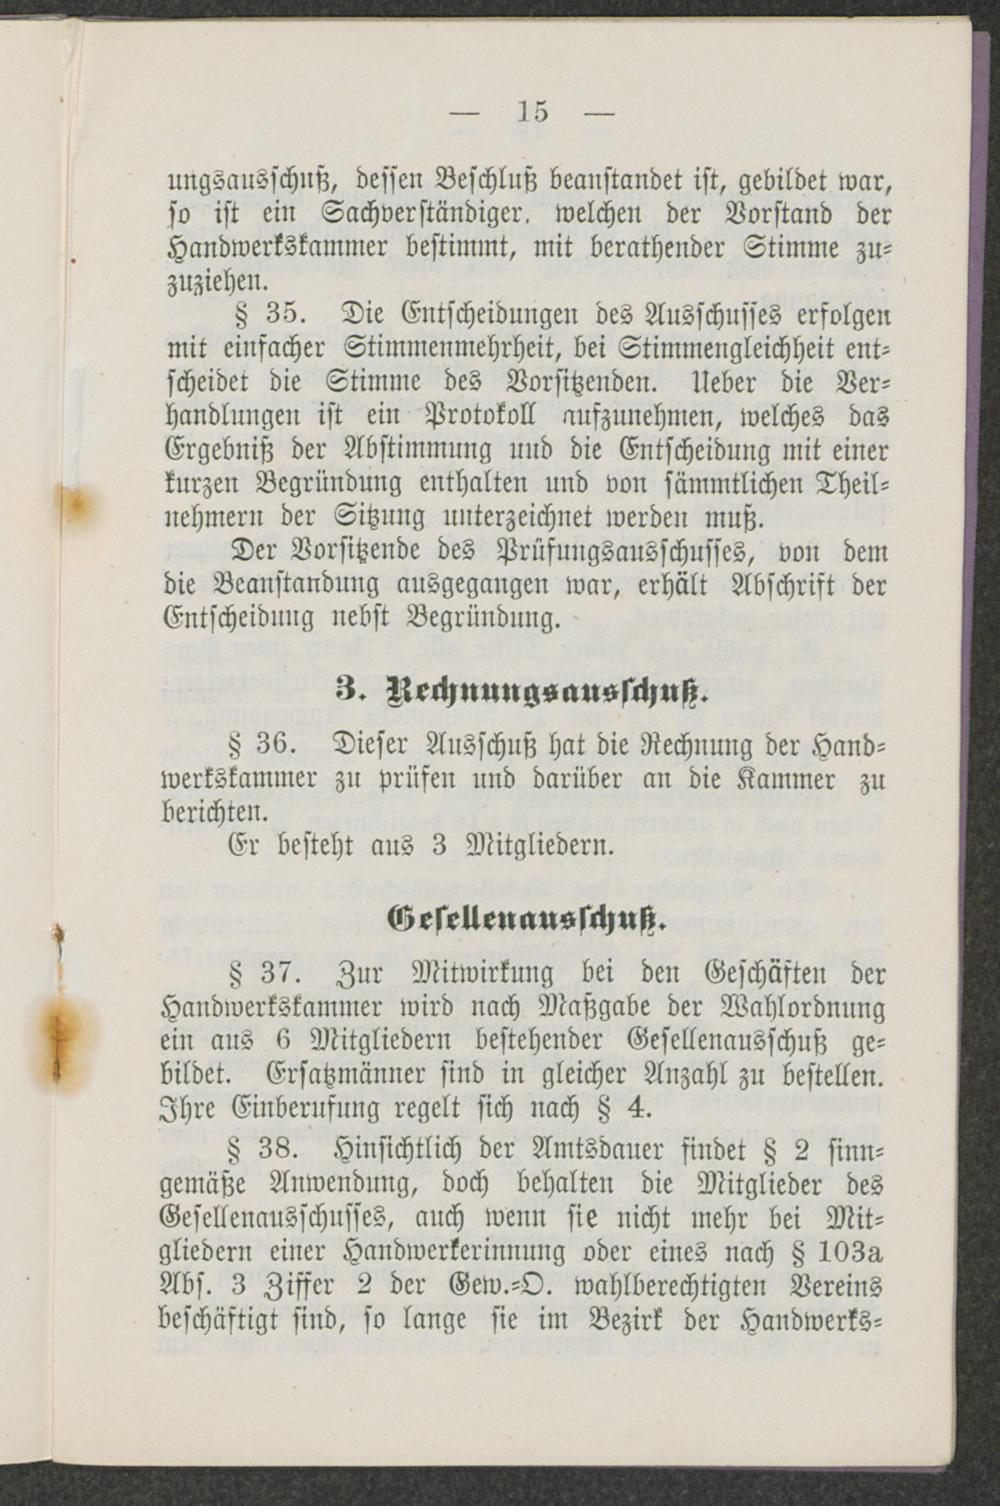 — 15 —
ungsausschuß, dessen Beschluß beanstandet ist, gebildet war,
so ist ein Sachverständiger, welchen der Vorstand der
Handwerkskammer bestimmt, mit berathender Stimme zu-
zuziehen.
§ 35. Die Entscheidungen des Ausschusses erfolgen
mit einfacher Stimmenmehrheit, bei Stimmengleichheit ent-
scheidet die Stimme des Vorsitzenden. Ueber die Ver-
handlungen ist ein Protokoll aufzunehmen, welches das
Ergebniß der Abstimmung und die Entscheidung mit einer
kurzen Begründung enthalten und von sämmtlichen Theil-
nehmern der Sitzung unterzeichnet werden muß.
Der Vorsitzende des Prüfungsausschusses, von dem
die Beanstandung ausgegangen war, erhält Abschrift der
Entscheidung nebst Begründung.
3. Rechnungsausschuß.
§ 36. Dieser Ausschuß hat die Rechnung der Hand-
werkskammer zu prüfen und darüber an die Kammer zu
berichten.
Er besteht aus 3 Mitgliedern.
Gesellenausschuß.
§ 37. Zur Mitwirkung bei den Geschäften der
Handwerkskammer wird nach Maßgabe der Wahlordnung
ein aus 6 Mitgliedern bestehender Gesellenausschuß ge-
bildet. Ersatzmänner sind in gleicher Anzahl zu bestellen.
Ihre Einberufung regelt sich nach § 4.
§ 38. Hinsichtlich der Amtsdauer findet § 2 sinn-
gemäße Anwendung, doch behalten die Mitglieder des
Gesellenausschusses, auch wenn sie nicht mehr bei Mit-
gliedern einer Handwerkerinnung oder eines nach § 103a
Abs. 3 Ziffer 2 der Gew.-O. wahlberechtigten Vereins
beschäftigt sind, so lange sie im Bezirk der Handwerks-